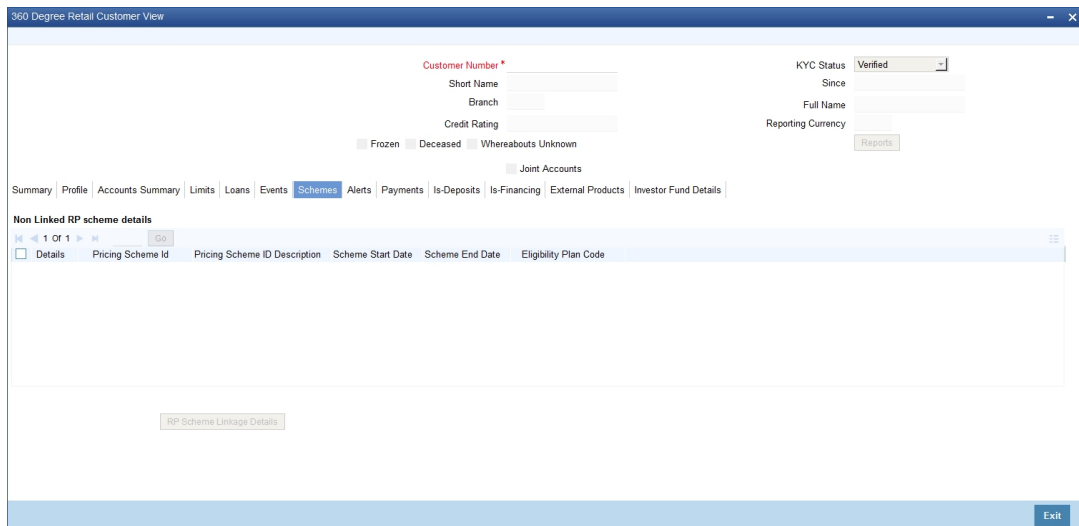 360 Degree Retail Customer View
Customer Number *
KYC Status Verified
Short Name
Since
Branch
Full Name
Credit Rating
Reporting Currency
Frozen Deceased Whereabouts Unknown
Reports
Joint Accounts
Summary Profile Accounts Summary Limits Loans Events Schemes Alerts Payments Is-Deposits Is-Financing External Products Investor Fund Details
Non Linked RP scheme details
1 Of 1 Go
Details Pricing Scheme Id Pricing Scheme ID Description Scheme Start Date Scheme End Date Eligibility Plan Code
RP Scheme Linkage Details
Exit